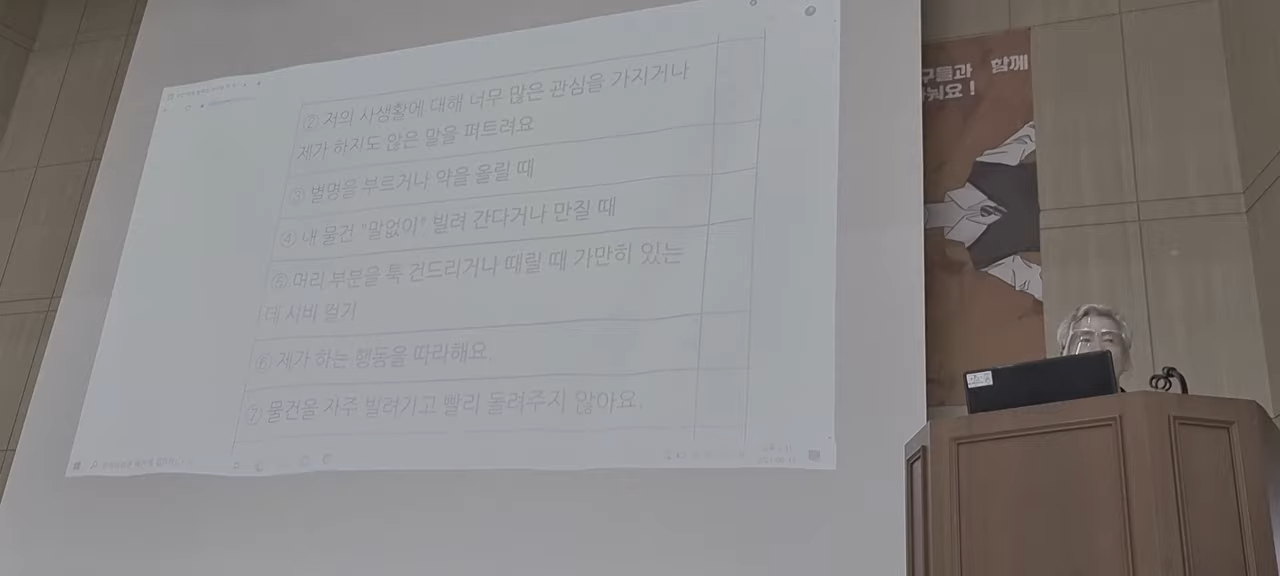 ② 저의 사생활에 대해 너무 많은 관심을 가지거나
제가 하지도 않은 말을 퍼트려요
③ 별명을 부르거나 약을 올릴 때
④ 내 물건 "말없이" 빌려 간다거나 만질 때
⑤ 머리 부분을 툭 건드리거나 때릴 때 가만히 있는
데 시비 걸기
⑥ 제가 하는 행동을 따라해요.
⑦ 물건을 자주 빌려가고 빨리 돌려주지 않아요.
함께